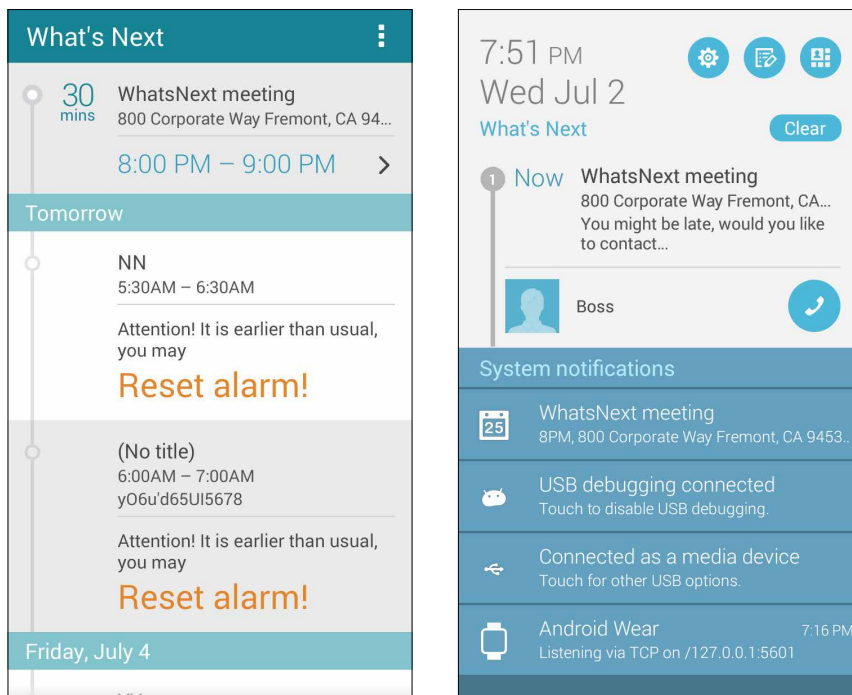 What's Next
30
mins
WhatsNext meeting
800 Corporate Way Fremont, CA 94...
8:00 PM – 9:00 PM
Tomorrow
NN
5:30AM – 6:30AM
Attention! It is earlier than usual,
you may
Reset alarm!
(No title)
6:00AM – 7:00AM
yO6u'd65UI5678
Attention! It is earlier than usual,
you may
Reset alarm!
Friday, July 4
7:51 PM
Wed Jul 2
What's Next
Clear
1
Now
WhatsNext meeting
800 Corporate Way Fremont, CA...
You might be late, would you like
to contact...
Boss
System notifications
25
WhatsNext meeting
8PM, 800 Corporate Way Fremont, CA 9453..
USB debugging connected
Touch to disable USB debugging.
Connected as a media device
Touch for other USB options.
Android Wear
7:16 PM
Listening via TCP on /127.0.0.1:5601